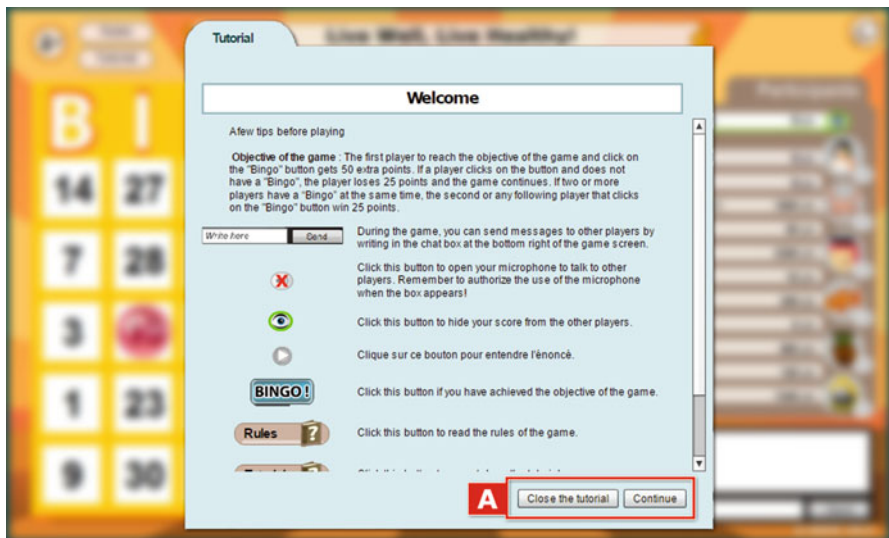 Live Well, Live Healthy!
Tutorial
Participants
Welcome
Afew tips before playing
Objective of the game : The first player to reach the objective of the game and click on
the "Bingo" button gets 50 extra points. If a player clicks on the button and does not
have a "Bingo", the player loses 25 points and the game continues. If two or more
players have a "Bingo" at the same time, the second or any following player that clicks
on the "Bingo" button win 25 points.
Write here Send
During the game, you can send messages to other players by
writing in the chat box at the bottom right of the game screen.
Click this button to open your microphone to talk to other
players. Remember to authorize the use of the microphone
when the box appears!
Click this button to hide your score from the other players.
Clique sur ce bouton pour entendre l'énoncé.
BINGO !
Click this button if you have achieved the objective of the game.
Rules ?
Click this button to read the rules of the game.
A Close the tutorial Continue
B I
14 27
7 28
3
1 23
9 30